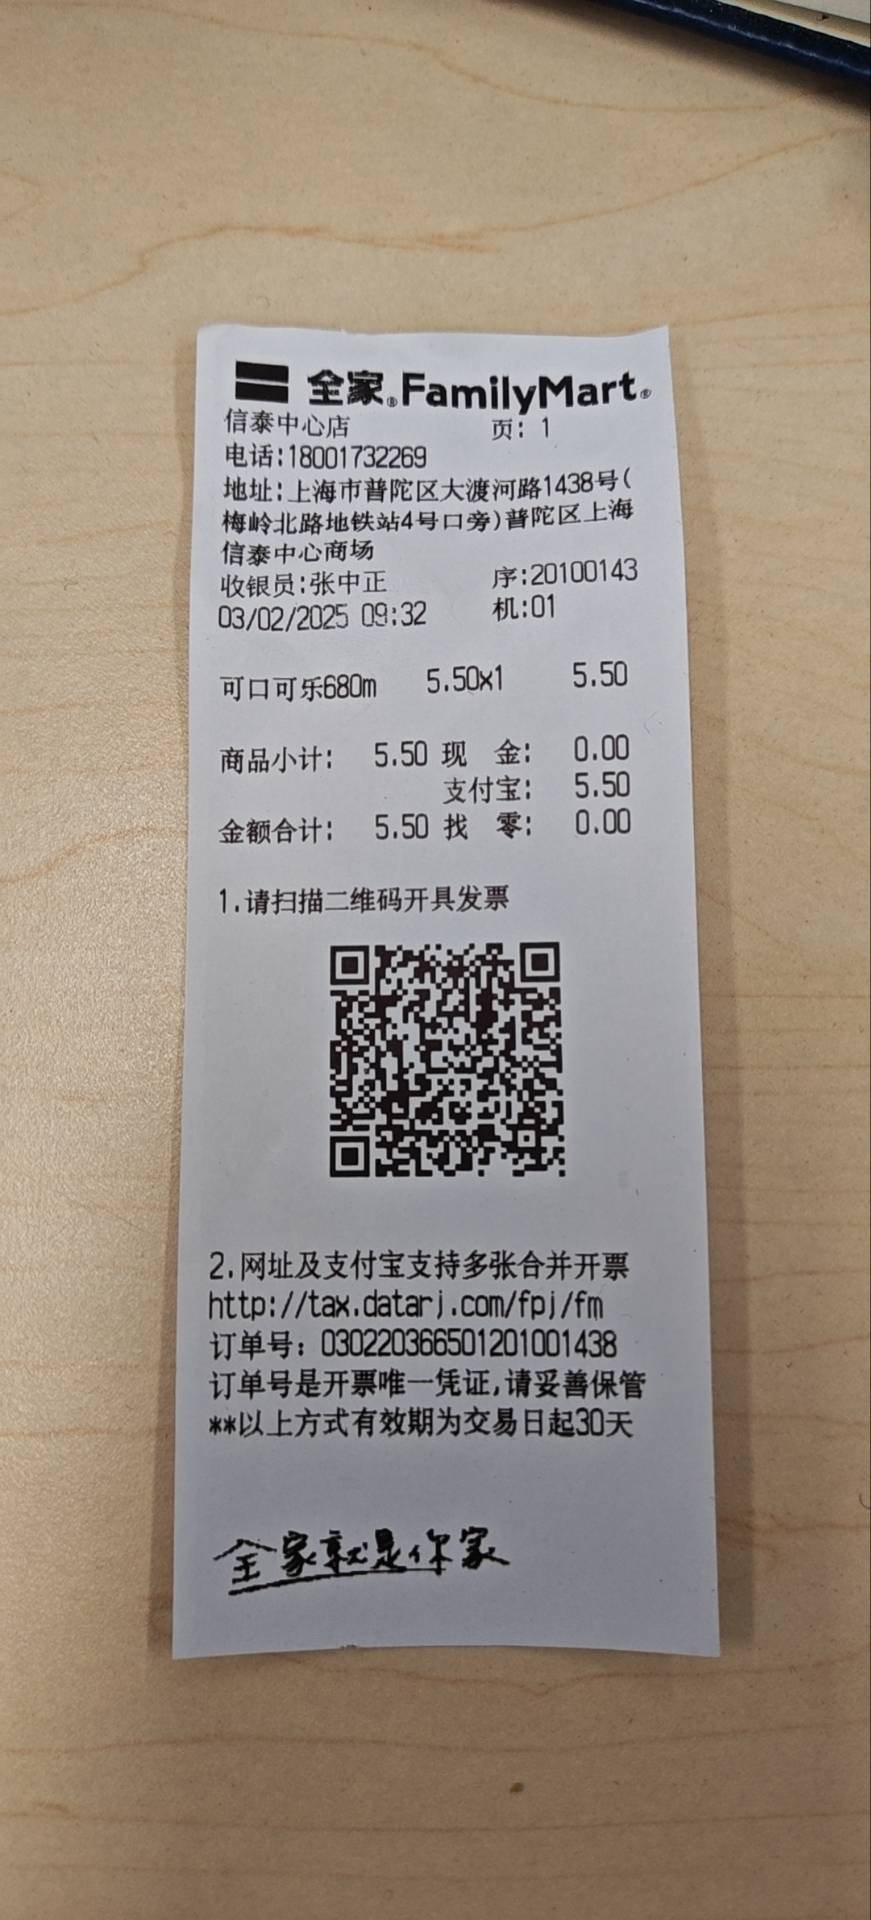 全家®FamilyMart®
信泰中心店 页: 1
电话:18001732269
地址:上海市普陀区大渡河路1438号(
梅岭北路地铁站4号口旁)普陀区上海
信泰中心商场
收银员:张中正 序:20100143
03/02/2025 09:32 机:01
可口可乐680m 5.50x1 5.50
商品小计: 5.50 现 金: 0.00
支付宝: 5.50
金额合计: 5.50 找 零: 0.00
1.请扫描二维码开具发票
2.网址及支付宝支持多张合并开票
http://tax.datarj.com/fpj/fm
订单号: 030220366501201001438
订单号是开票唯一凭证,请妥善保管
**以上方式有效期为交易日起30天
全家就是你家